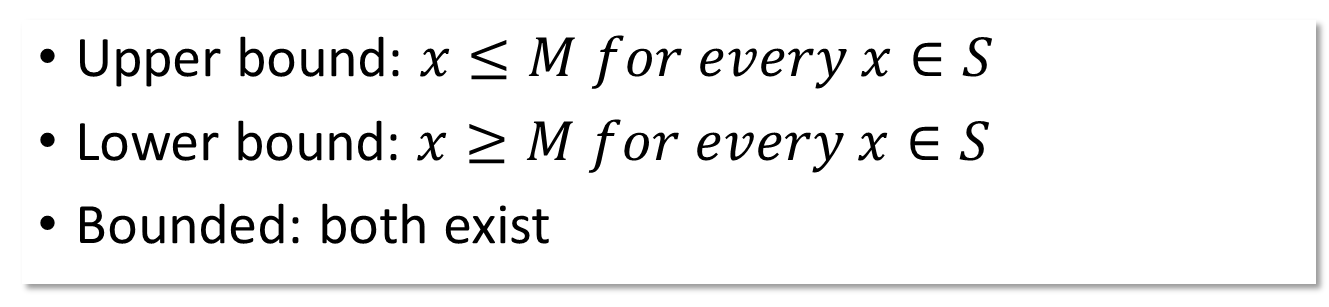 • Upper bound: x ≤ M for every x ∈ S
• Lower bound: x ≥ M for every x ∈ S
• Bounded: both exist